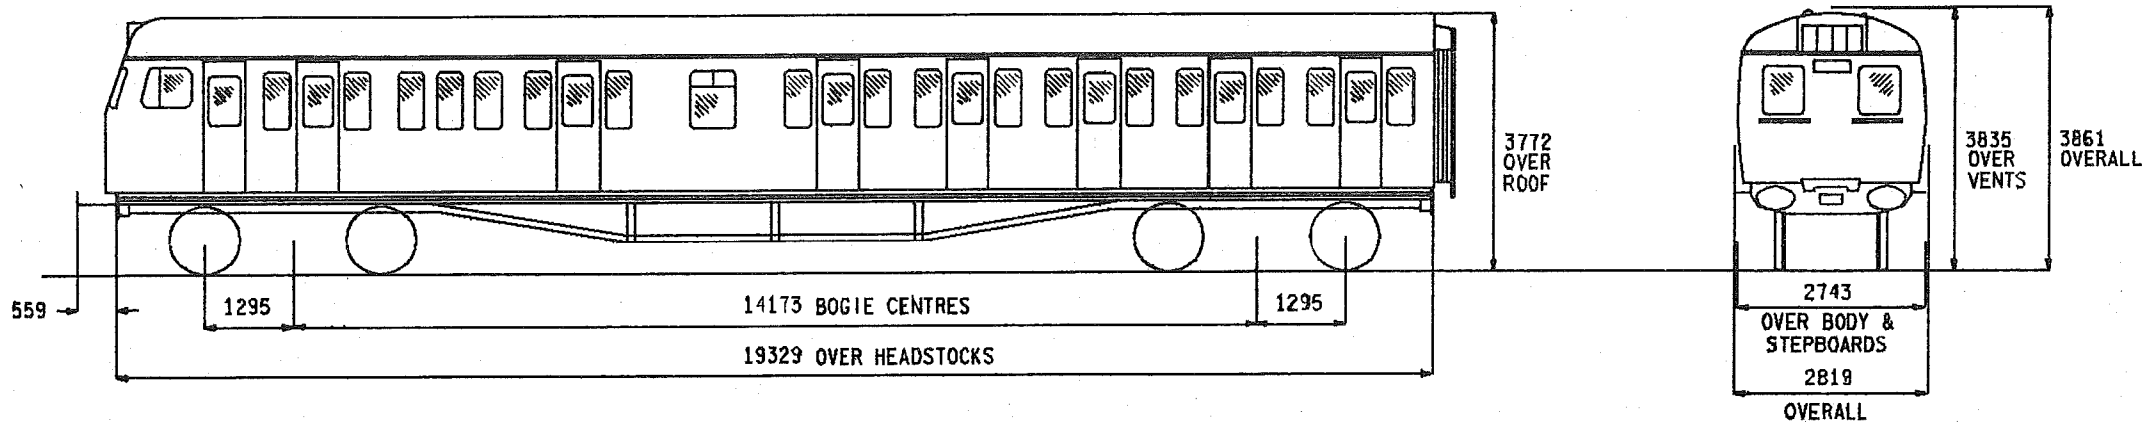 3772
OVER
ROOF
3835
OVER
VENTS
3861
OVERALL
559
1295
14173 BOGIE CENTRES
1295
19329 OVER HEADSTOCKS
2743
OVER BODY &
STEPBOARDS
2819
OVERALL